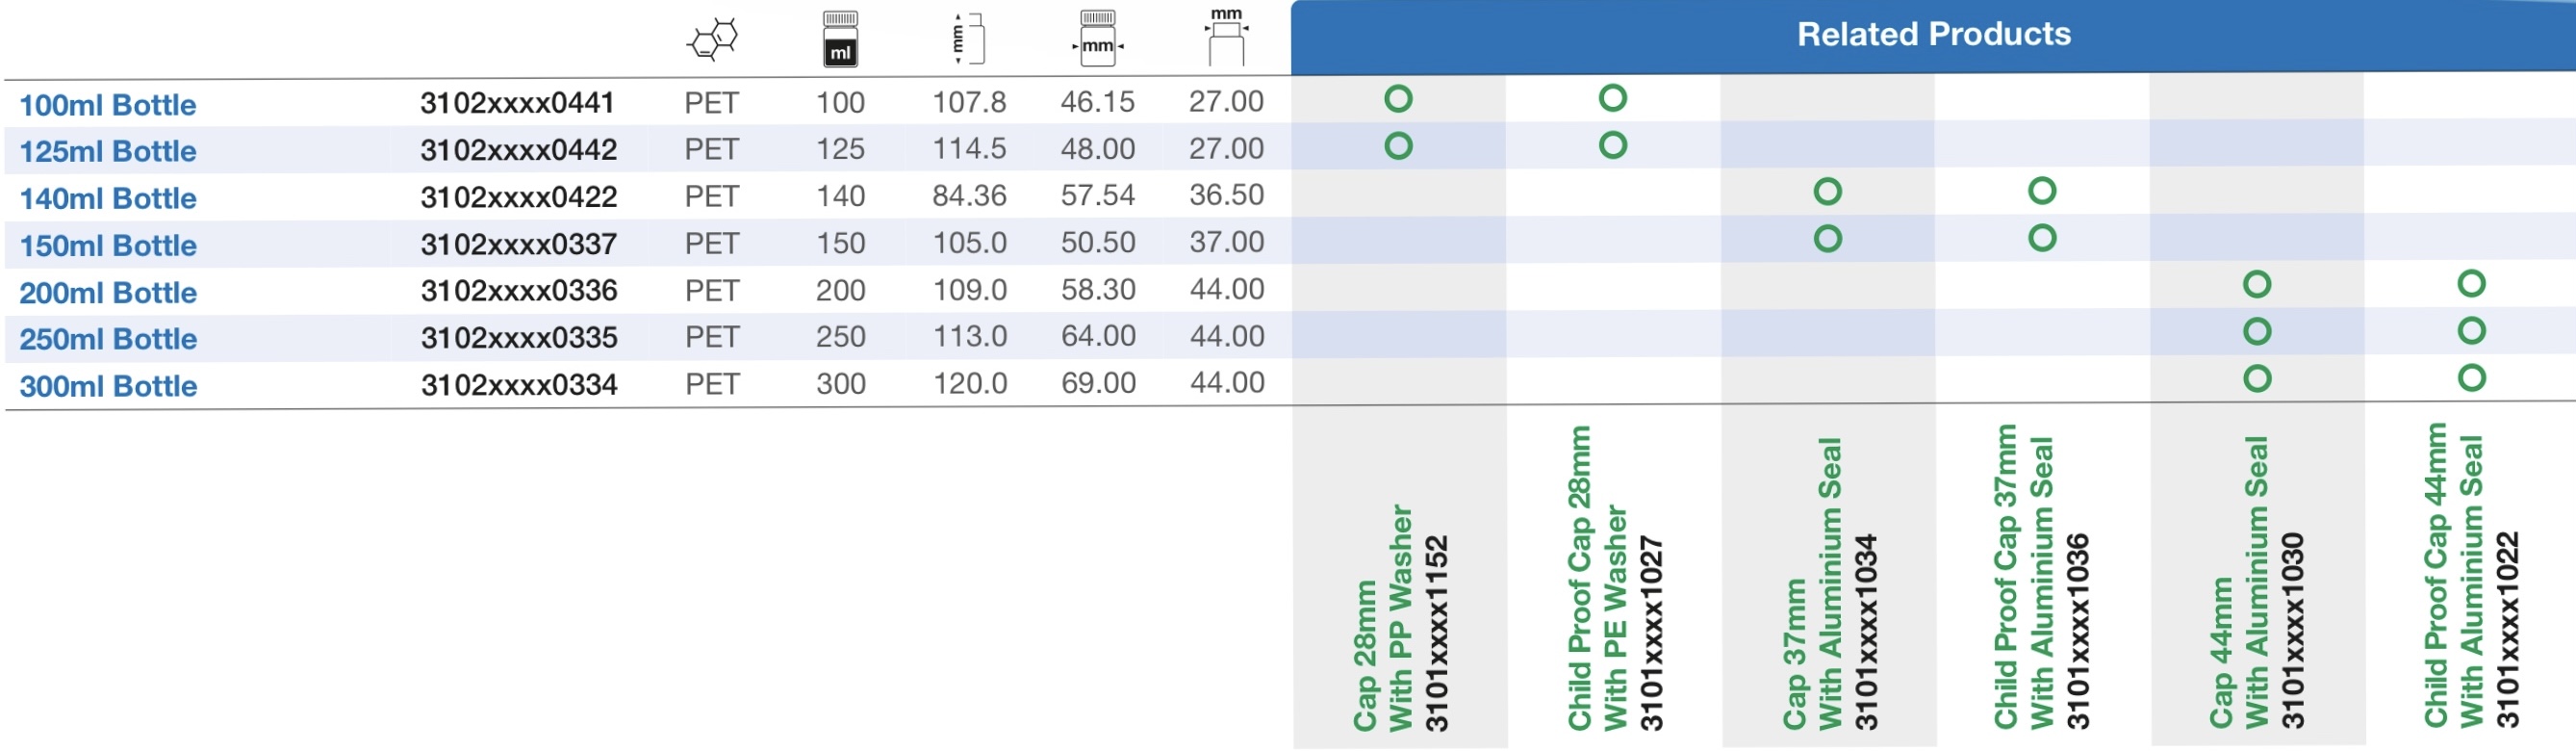 ml
mm
mm
mm
Related Products
100ml Bottle 3102xxxx0441 PET 100 107.8 46.15 27.00
125ml Bottle 3102xxxx0442 PET 125 114.5 48.00 27.00
140ml Bottle 3102xxxx0422 PET 140 84.36 57.54 36.50
150ml Bottle 3102xxxx0337 PET 150 105.0 50.50 37.00
200ml Bottle 3102xxxx0336 PET 200 109.0 58.30 44.00
250ml Bottle 3102xxxx0335 PET 250 113.0 64.00 44.00
300ml Bottle 3102xxxx0334 PET 300 120.0 69.00 44.00
Cap 28mm
With PP Washer
3101xxxx1152
Child Proof Cap 28mm
With PE Washer
3101xxxx1027
Cap 37mm
With Aluminium Seal
3101xxxx1034
Child Proof Cap 37mm
With Aluminium Seal
3101xxxx1036
Cap 44mm
With Aluminium Seal
3101xxxx1030
Child Proof Cap 44mm
With Aluminium Seal
3101xxxx1022